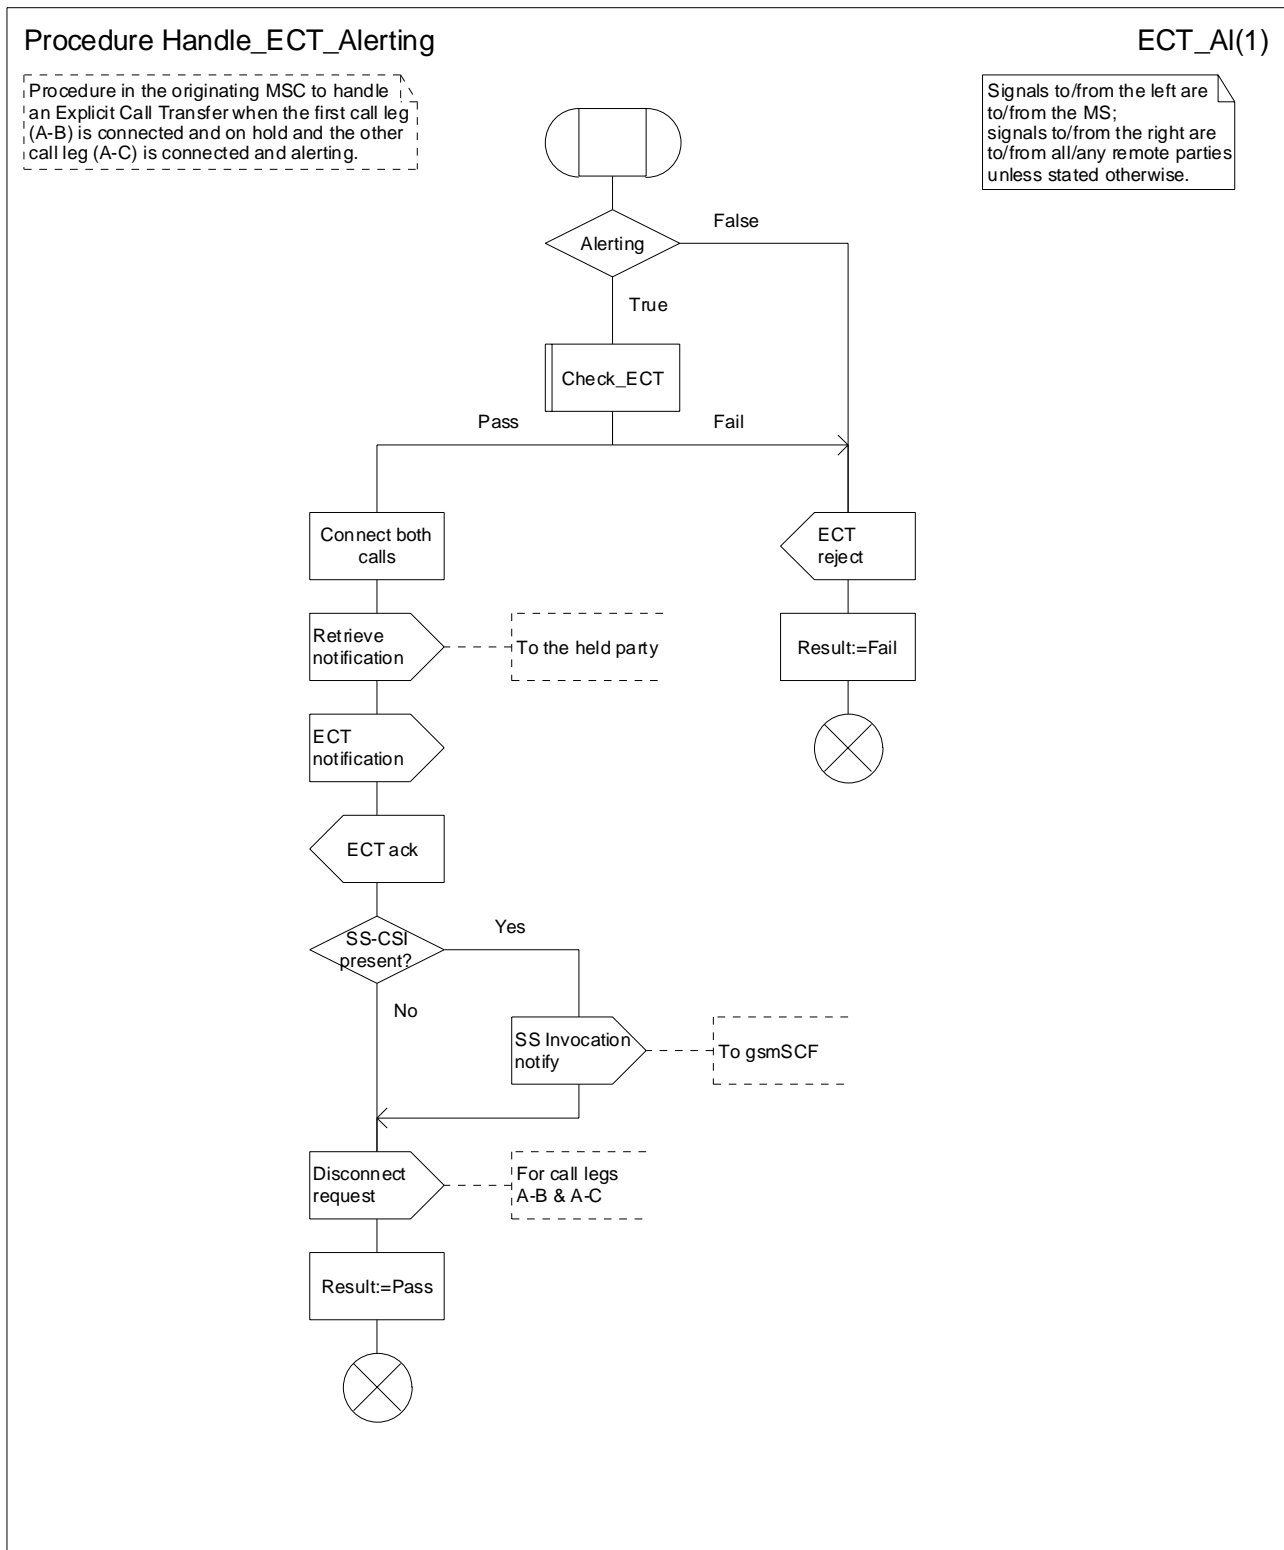 Procedure Handle_ECT_Alerting
ECT_Al(1)
Procedure in the originating MSC to handle
an Explicit Call Transfer when the first call leg
(A-B) is connected and on hold and the other
call leg (A-C) is connected and alerting.
Signals to/from the left are
to/from the MS;
signals to/from the right are
to/from all/any remote parties
unless stated otherwise.
False
Alerting
True
Check_ECT
Pass
Fail
Connect both
calls
ECT
reject
Retrieve
notification
To the held party
Result:=Fail
ECT
notification
ECT ack
SS-CSI
present?
Yes
No
SS Invocation
notify
To gsmSCF
Disconnect
request
For call legs
A-B & A-C
Result:=Pass